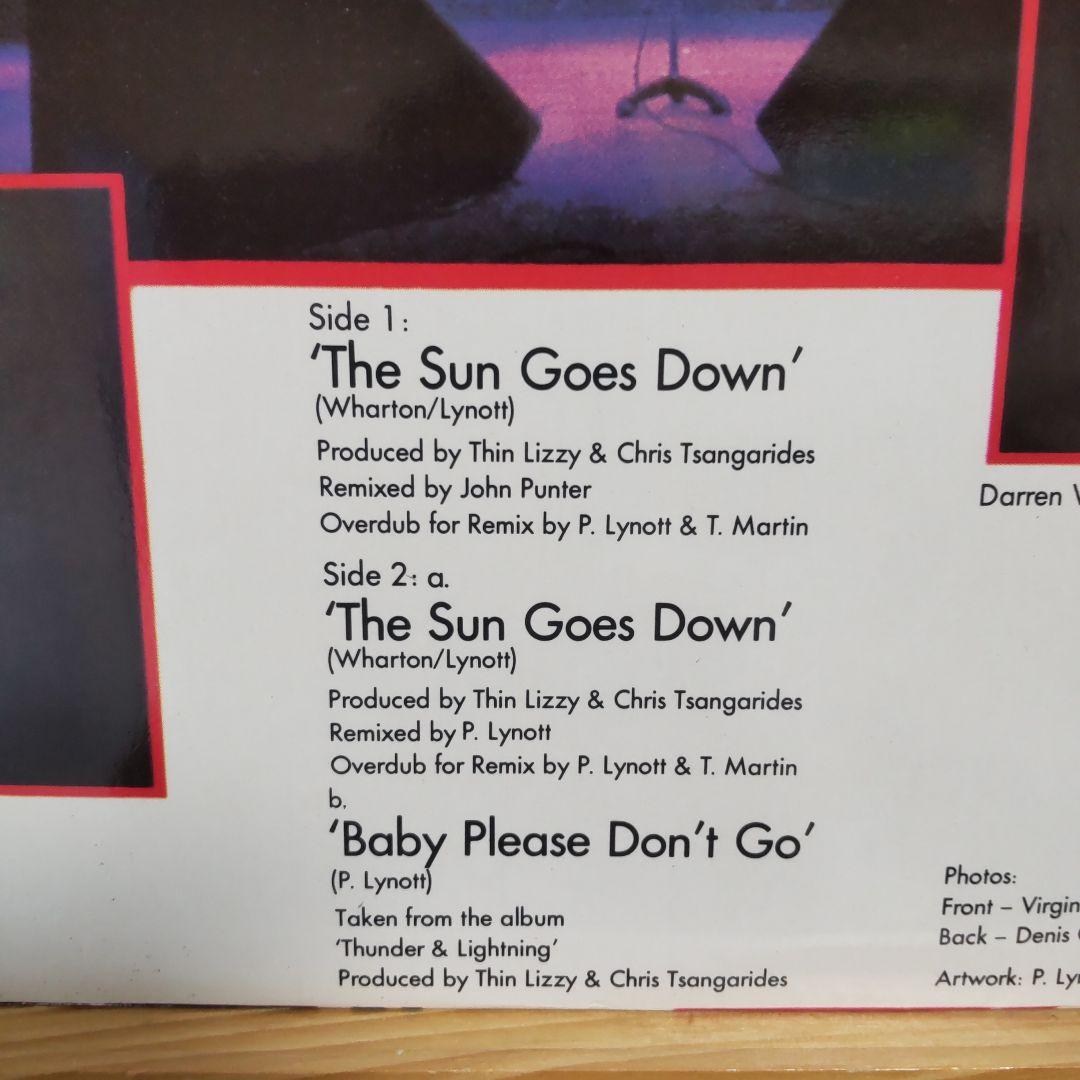 Side 1:
‘The Sun Goes Down’
(Wharton/Lynott)
Produced by Thin Lizzy & Chris Tsangarides
Remixed by John Punter
Overdub for Remix by P. Lynott & T. Martin
Side 2: a.
‘The Sun Goes Down’
(Wharton/Lynott)
Produced by Thin Lizzy & Chris Tsangarides
Remixed by P. Lynott
Overdub for Remix by P. Lynott & T. Martin
b.
‘Baby Please Don’t Go’
(P. Lynott)
Taken from the album
‘Thunder & Lightning’
Produced by Thin Lizzy & Chris Tsangarides
Darren
Photos:
Front – Virgin
Back – Denis
Artwork: P.